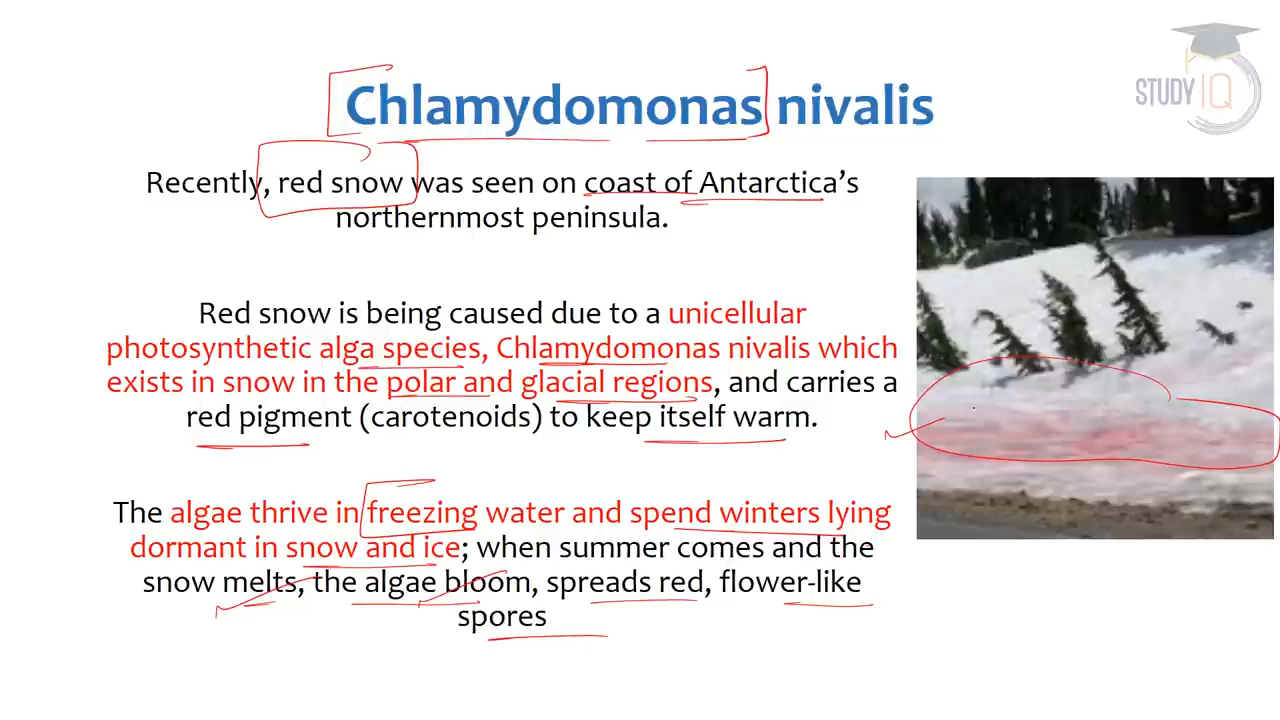 Chlamydomonas nivalis
STUDY IQ
Recently, red snow was seen on coast of Antarctica’s
northernmost peninsula.
Red snow is being caused due to a unicellular
photosynthetic alga species, Chlamydomonas nivalis which
exists in snow in the polar and glacial regions, and carries a
red pigment (carotenoids) to keep itself warm.
The algae thrive in freezing water and spend winters lying
dormant in snow and ice; when summer comes and the
snow melts, the algae bloom, spreads red, flower-like
spores